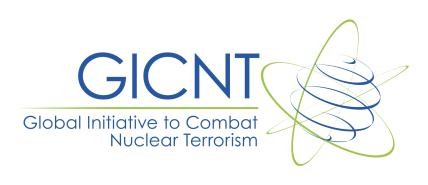 GICNT
Global Initiative to Combat
Nuclear Terrorism